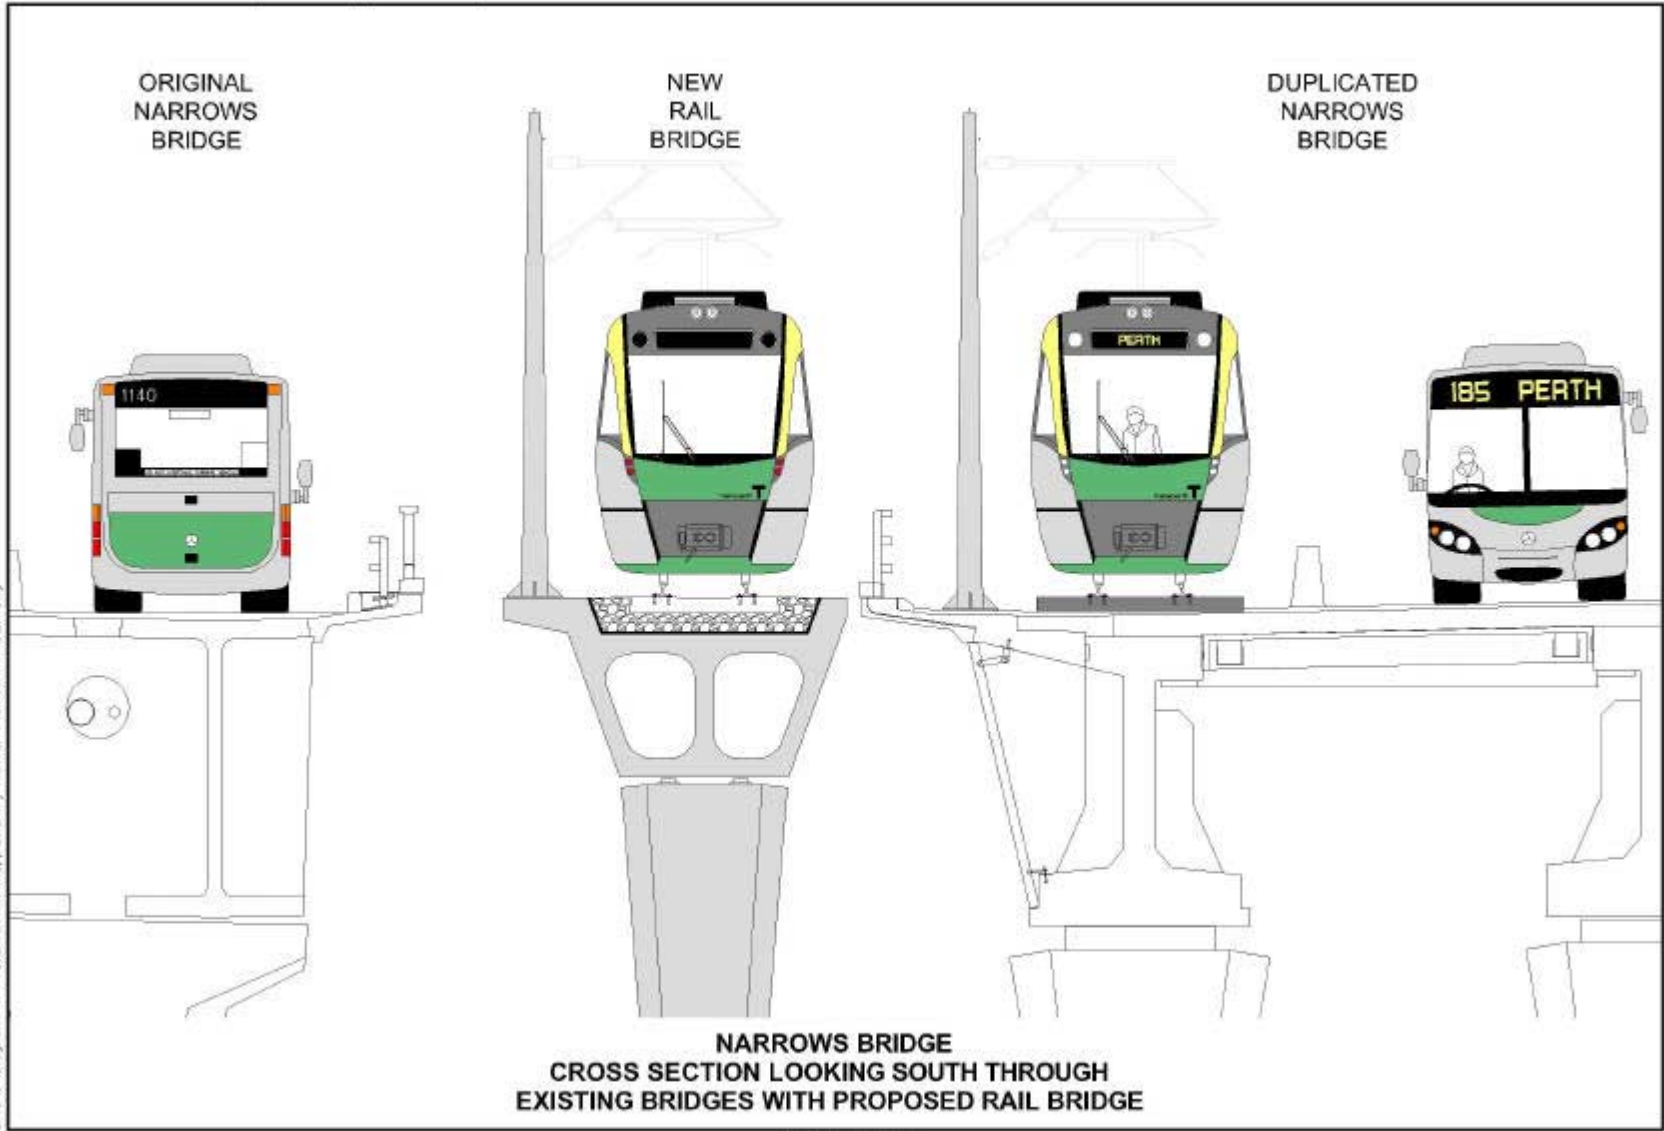 ORIGINAL
NARROWS
BRIDGE
NEW
RAIL
BRIDGE
DUPLICATED
NARROWS
BRIDGE
PERTH
1140
185 PERTH
T
T
NARROWS BRIDGE
CROSS SECTION LOOKING SOUTH THROUGH
EXISTING BRIDGES WITH PROPOSED RAIL BRIDGE